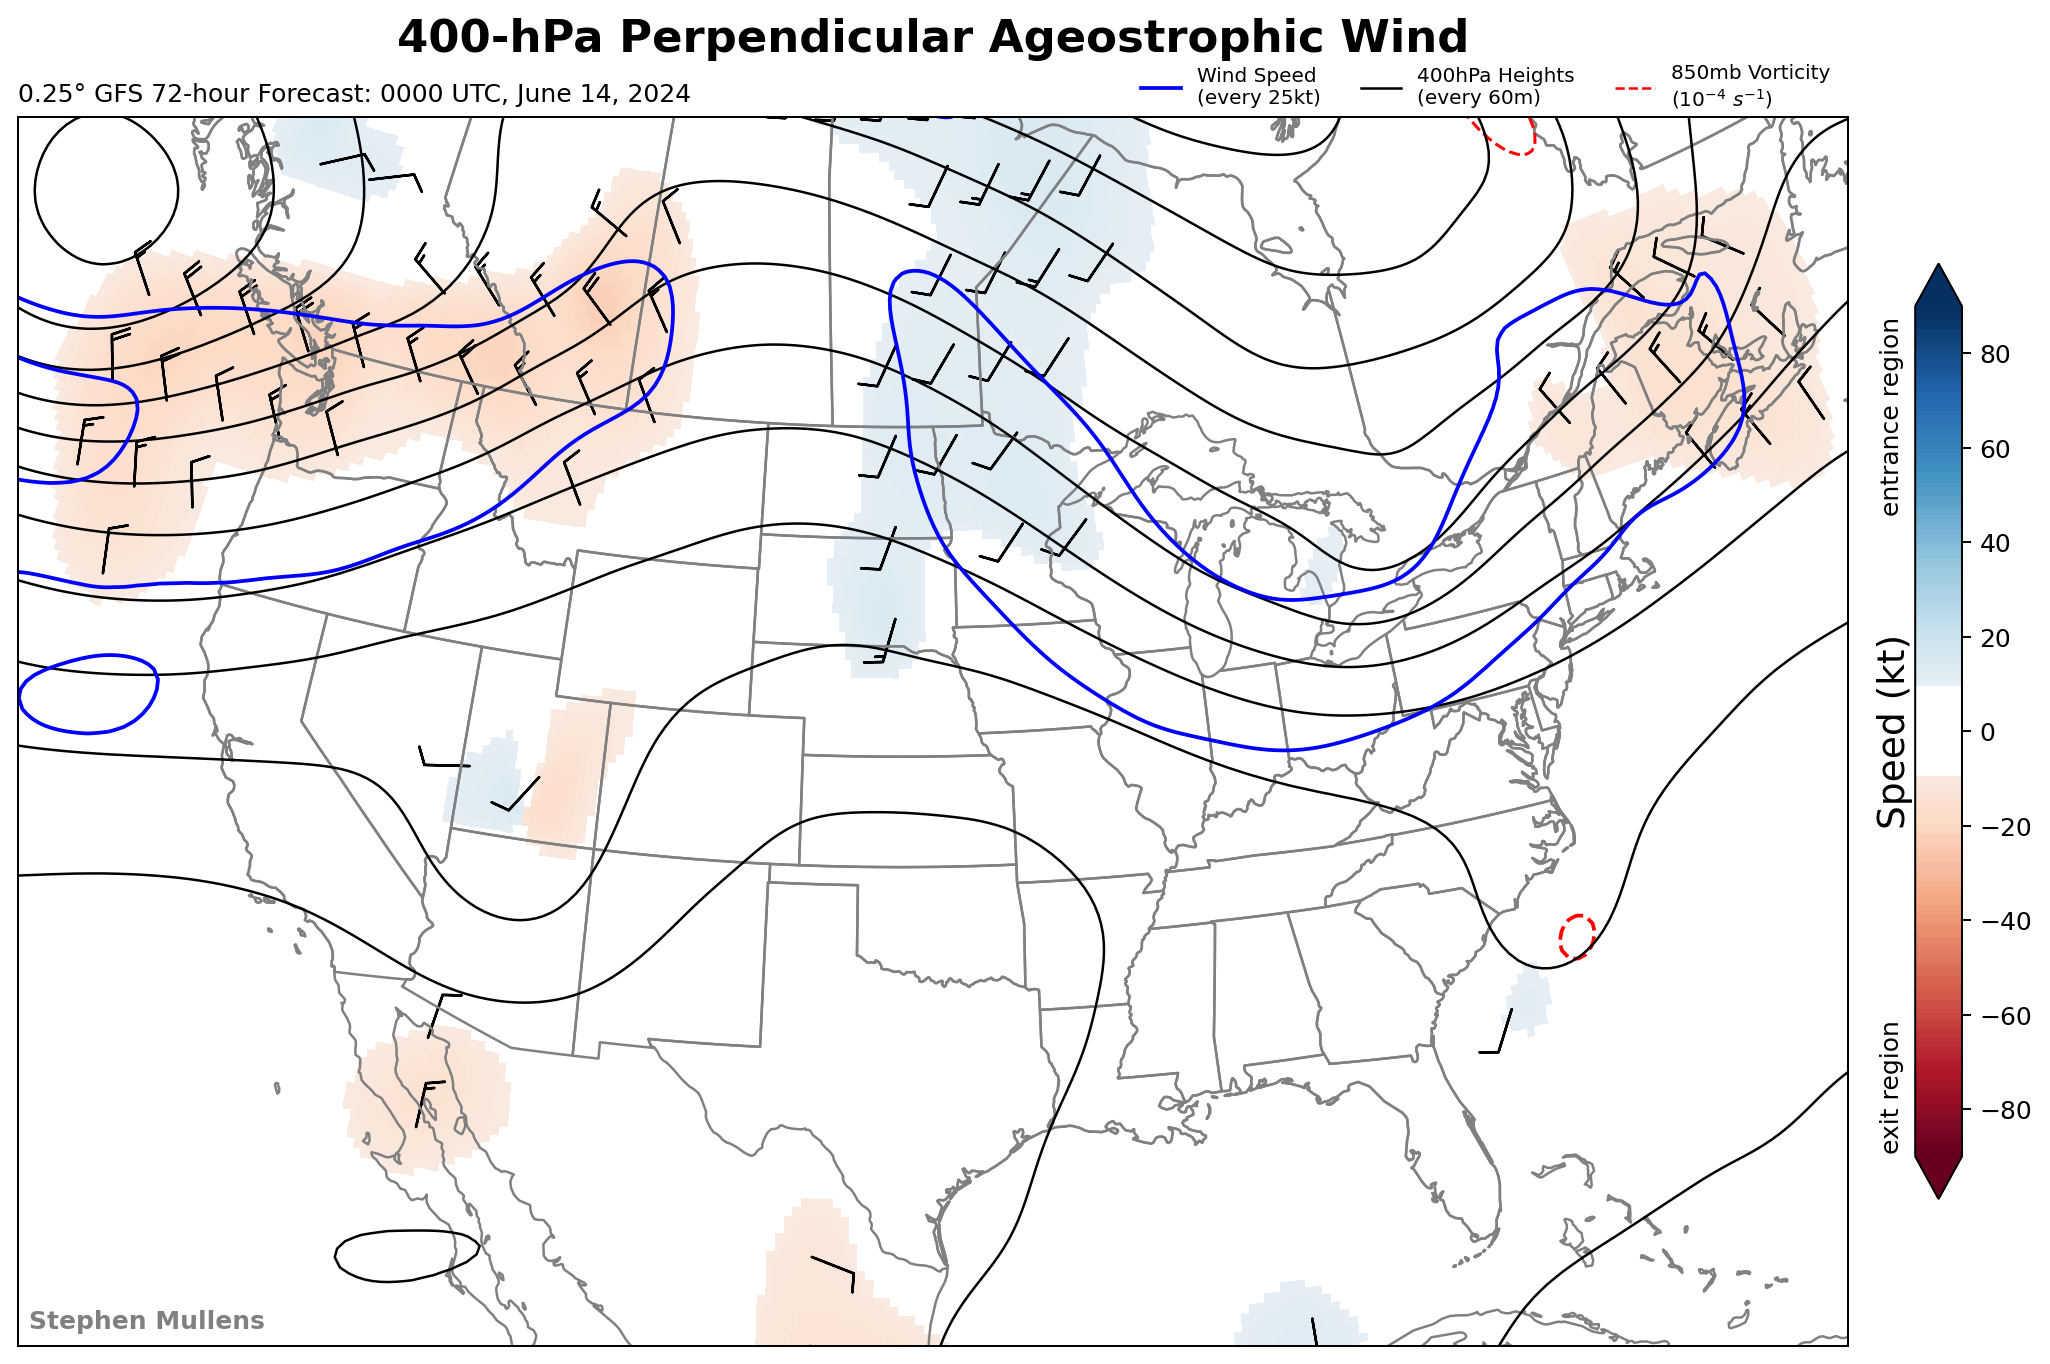 400-hPa Perpendicular Ageostrophic Wind
0.25° GFS 72-hour Forecast: 0000 UTC, June 14, 2024
Wind Speed
(every 25kt)
400hPa Heights
(every 60m)
850mb Vorticity
(10⁻⁴ s⁻¹)
entrance region
Speed (kt)
exit region
80
60
40
20
0
−20
−40
−60
−80
Stephen Mullens